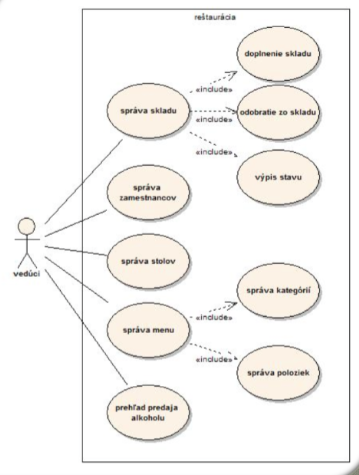 reštaurácia
doplnenie skladu
«include»
správa skladu
odobratie zo skladu
«include»
«include»
výpis stavu
správa
zamestnancov
vedúci
správa stolov
správa kategórií
«include»
správa menu
«include»
správa poloziek
prehľad predaja
alkoholu